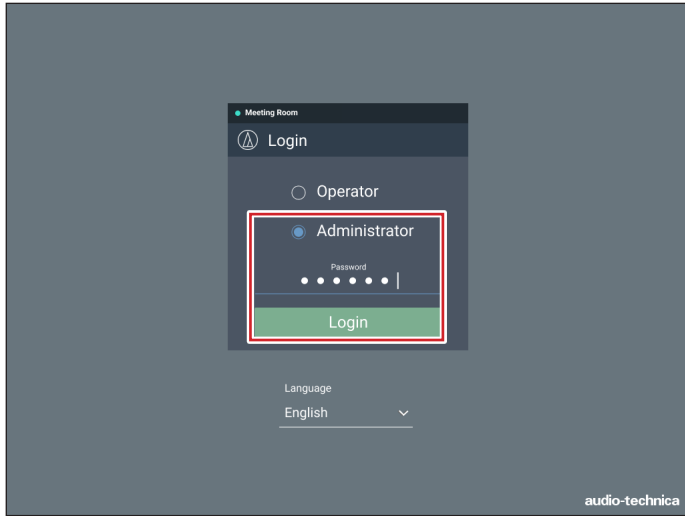 Meeting Room
Login
Operator
Administrator
Password
Login
Language
English
audio-technica